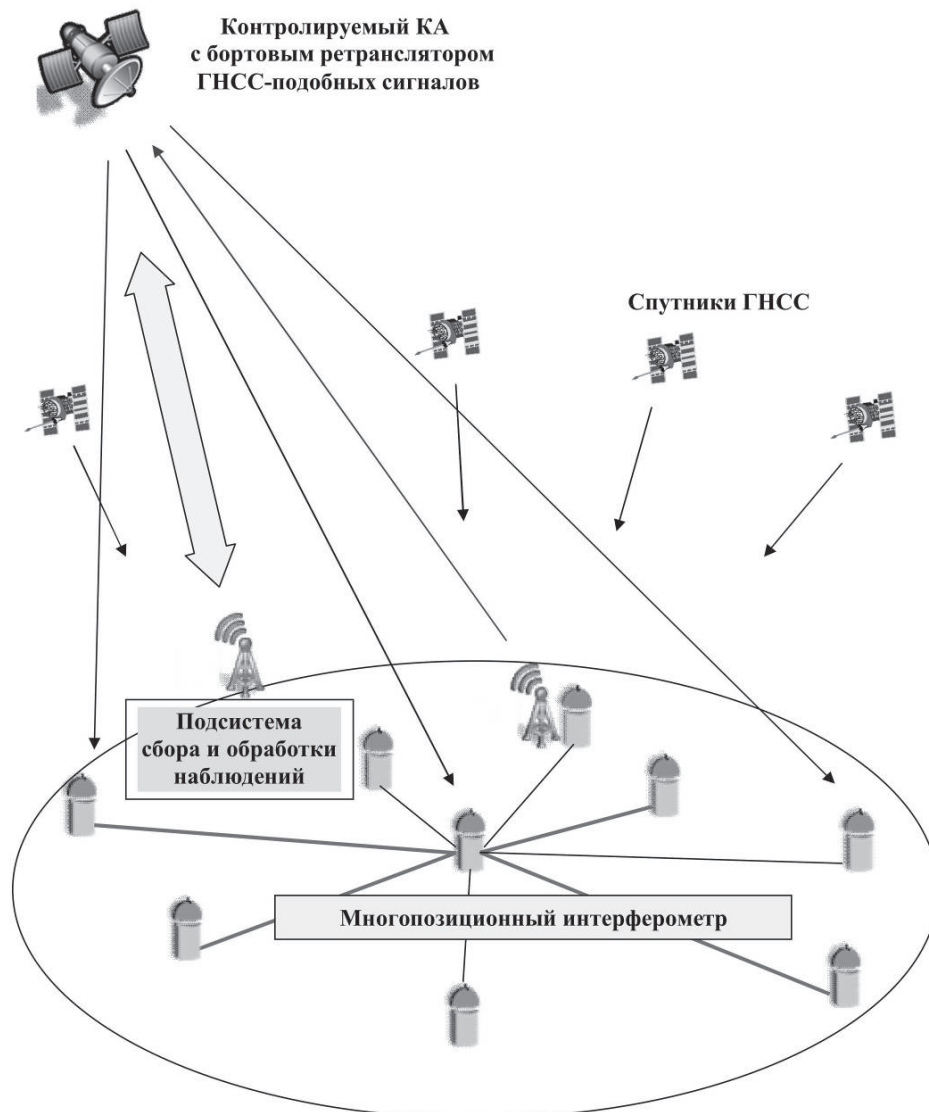 Контролируемый КА
с бортовым ретранслятором
ГНСС-подобных сигналов
Спутники ГНСС
Подсистема
сбора и обработки
наблюдений
Многопозиционный интерферометр